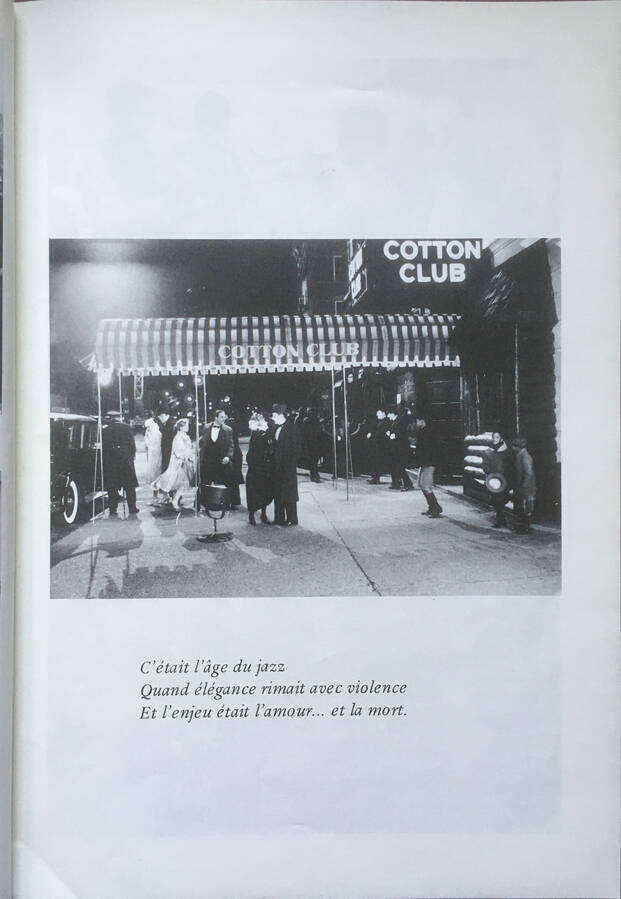 COTTON
CLUB
COTTON CLUB
C'était l'âge du jazz
Quand élégance rimait avec violence
Et l'enjeu était l'amour... et la mort.